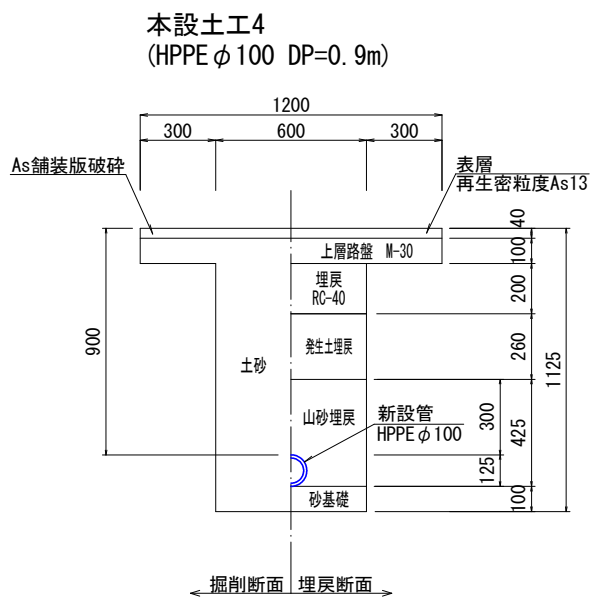 本設土工4
(HPPEφ100 DP=0.9m)
1200
300
600
300
As舗装版破砕
表層
再生密粒度As13
40
上層路盤 M-30
100
埋戻
RC-40
200
900
発生土埋戻
260
土砂
1125
山砂埋戻
新設管
HPPEφ100
300
425
125
砂基礎
100
掘削断面
埋戻断面